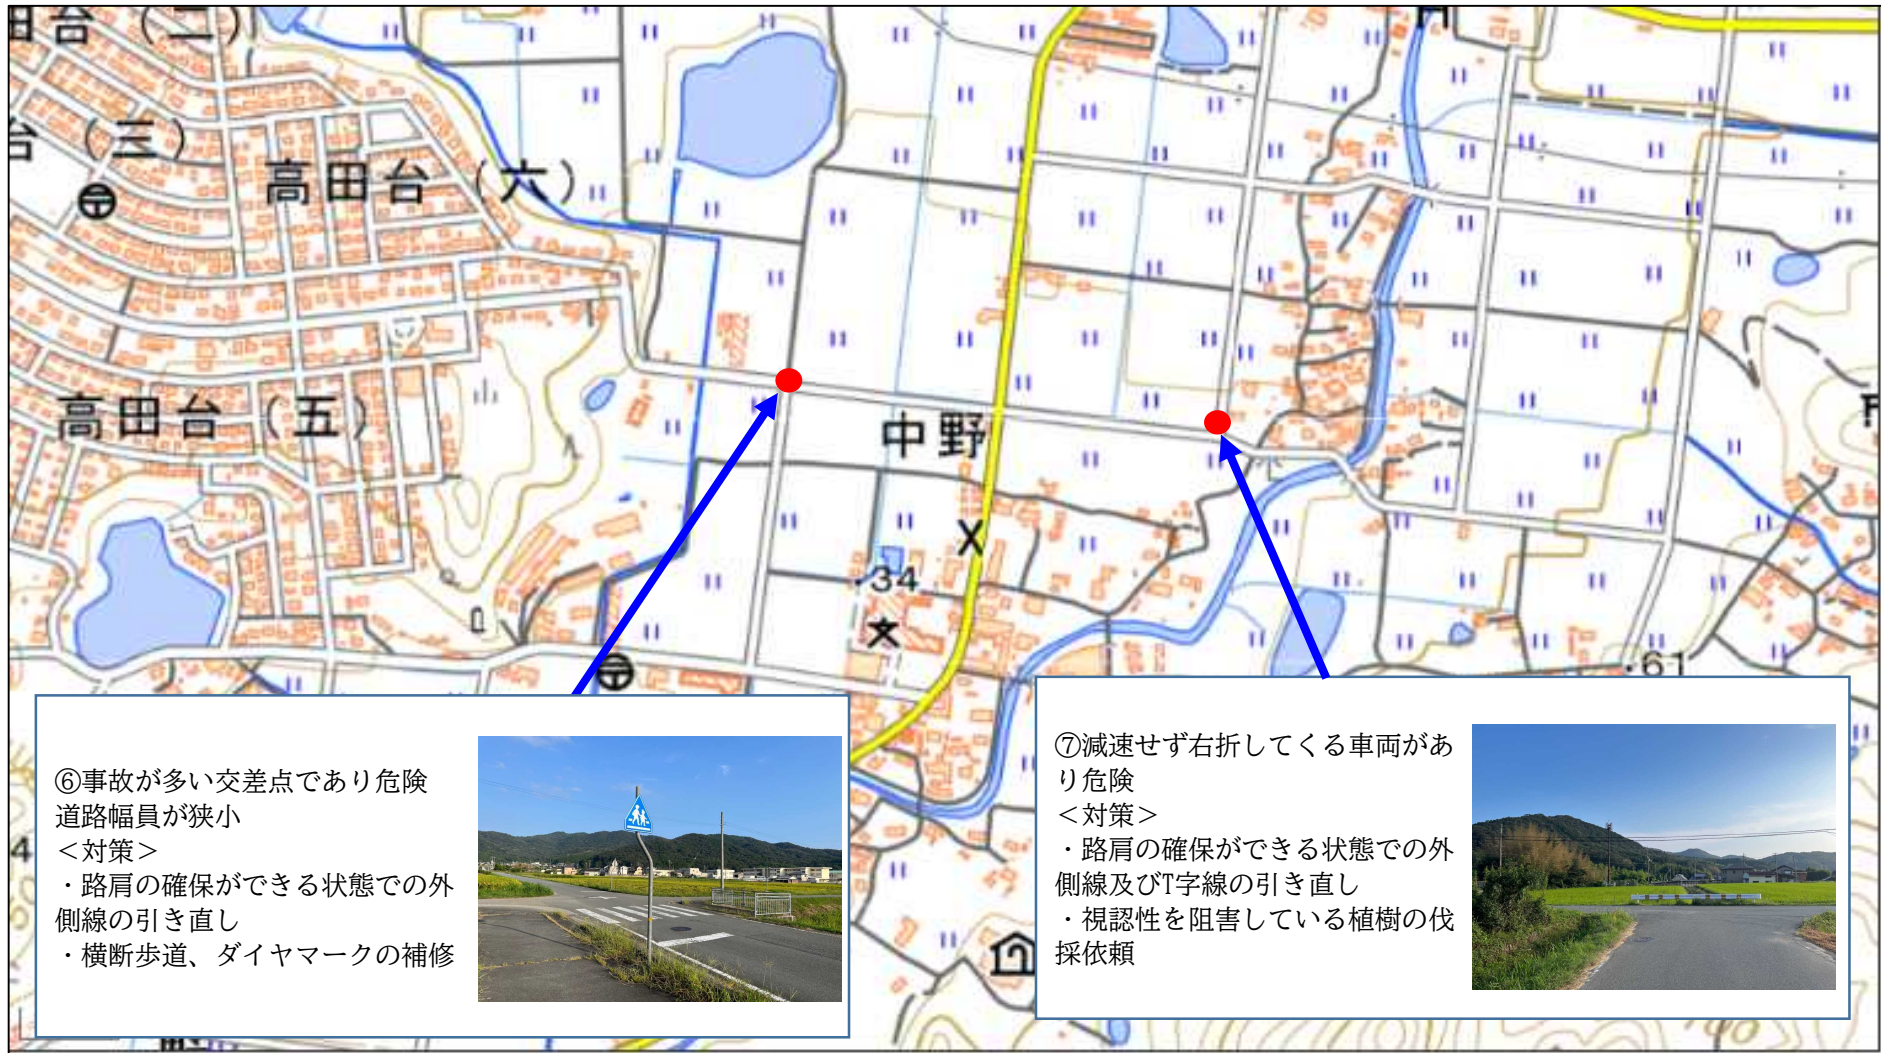 田台（二）
台（三）
高田台（六）
高田台（五）
中野
34
61
⑥事故が多い交差点であり危険
道路幅員が狭小
＜対策＞
・路肩の確保ができる状態での外
側線の引き直し
・横断歩道、ダイヤマークの補修
⑦減速せず右折してくる車両があ
り危険
＜対策＞
・路肩の確保ができる状態での外
側線及びT字線の引き直し
・視認性を阻害している植樹の伐
採依頼